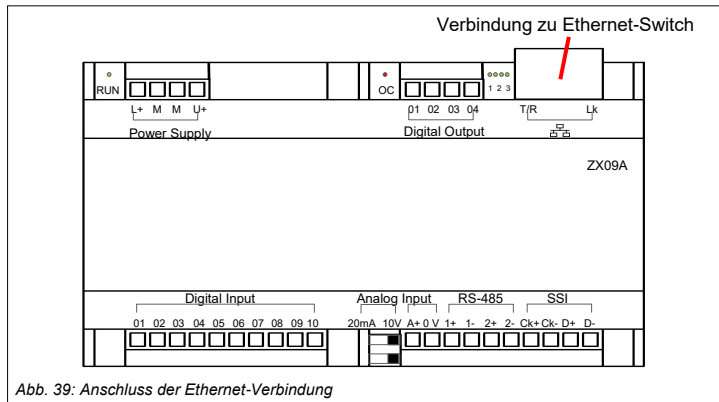 Verbindung zu Ethernet-Switch
RUN
OC
1 2 3
L+ M M U+
01 02 03 04
T/R Lk
Power Supply
Digital Output
ZX09A
Digital Input
Analog Input
RS-485
SSI
01 02 03 04 05 06 07 08 09 10
20mA 10V
A+ 0 V 1+ 1- 2+ 2- Ck+ Ck- D+ D-
Abb. 39: Anschluss der Ethernet-Verbindung